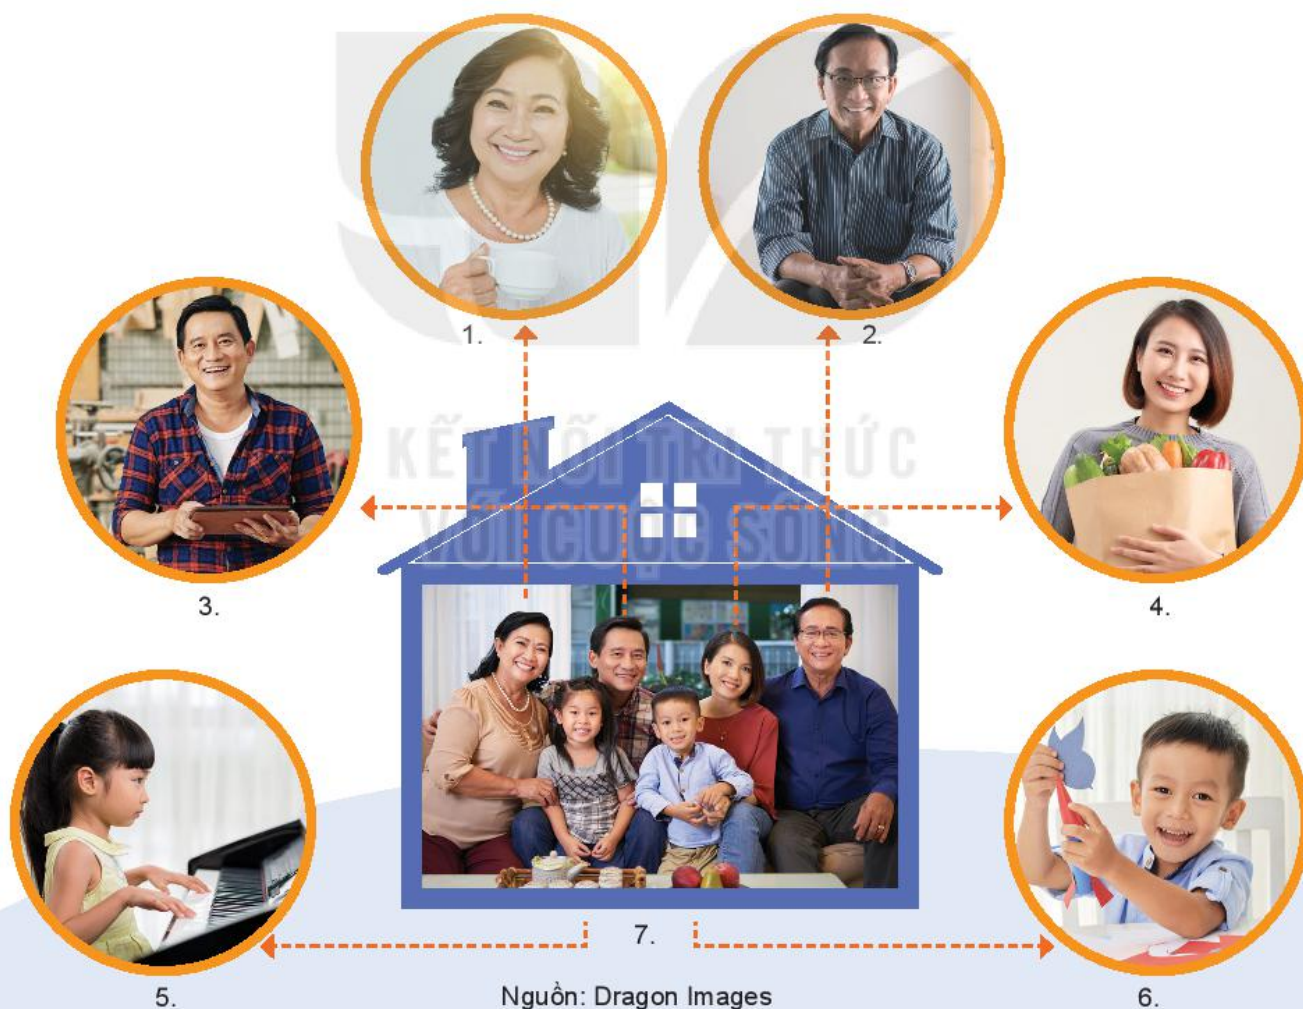 1.
2.
3.
4.
KẾT NỐI TRI THỨC
VỚI CUỘC SỐNG
5.
7.
6.
Nguồn: Dragon Images